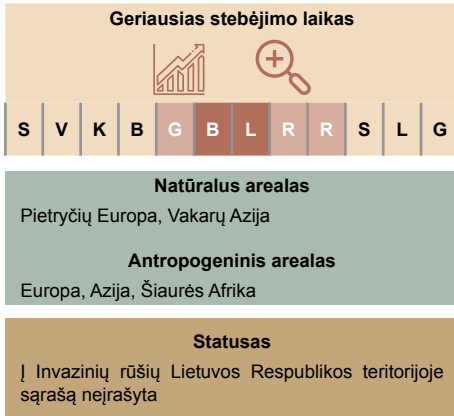 Geriausias stebėjimo laikas
S V K B G B L R R S L G
Natūralus arealas
Pietryčių Europa, Vakarų Azija
Antropogeninis arealas
Europa, Azija, Šiaurės Afrika
Statusas
Į Invazinių rūšių Lietuvos Respublikos teritorijoje
sąrašą neįrašyta